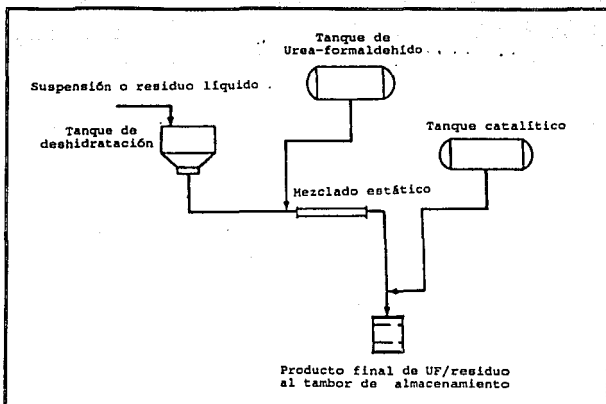 Tanque de
Urea-formaldehído
Suspensión o residuo líquido
Tanque de
deshidratación
Tanque catalítico
Mezclado estático
Producto final de UF/residuo
al tambor de almacenamiento